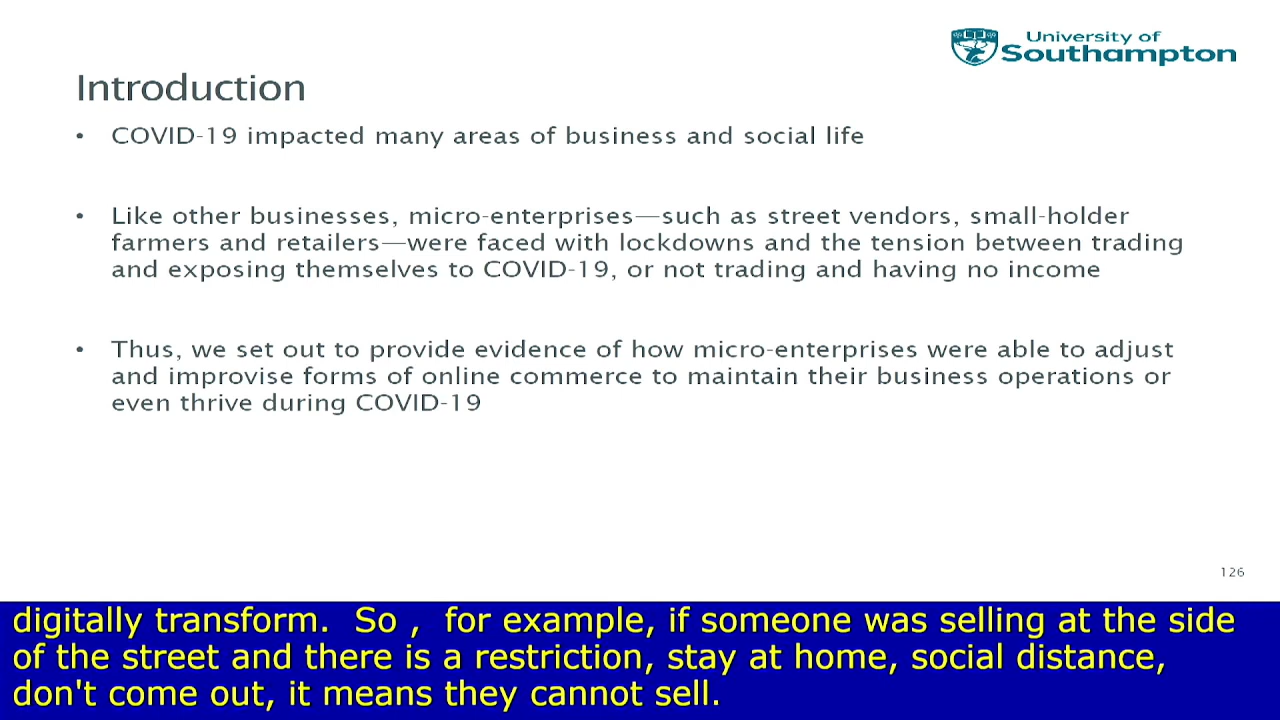 University of
Southampton
Introduction
• COVID-19 impacted many areas of business and social life
• Like other businesses, micro-enterprises—such as street vendors, small-holder
farmers and retailers—were faced with lockdowns and the tension between trading
and exposing themselves to COVID-19, or not trading and having no income
• Thus, we set out to provide evidence of how micro-enterprises were able to adjust
and improvise forms of online commerce to maintain their business operations or
even thrive during COVID-19
126
digitally transform.  So ,  for example, if someone was selling at the side
of the street and there is a restriction, stay at home, social distance,
don't come out, it means they cannot sell.